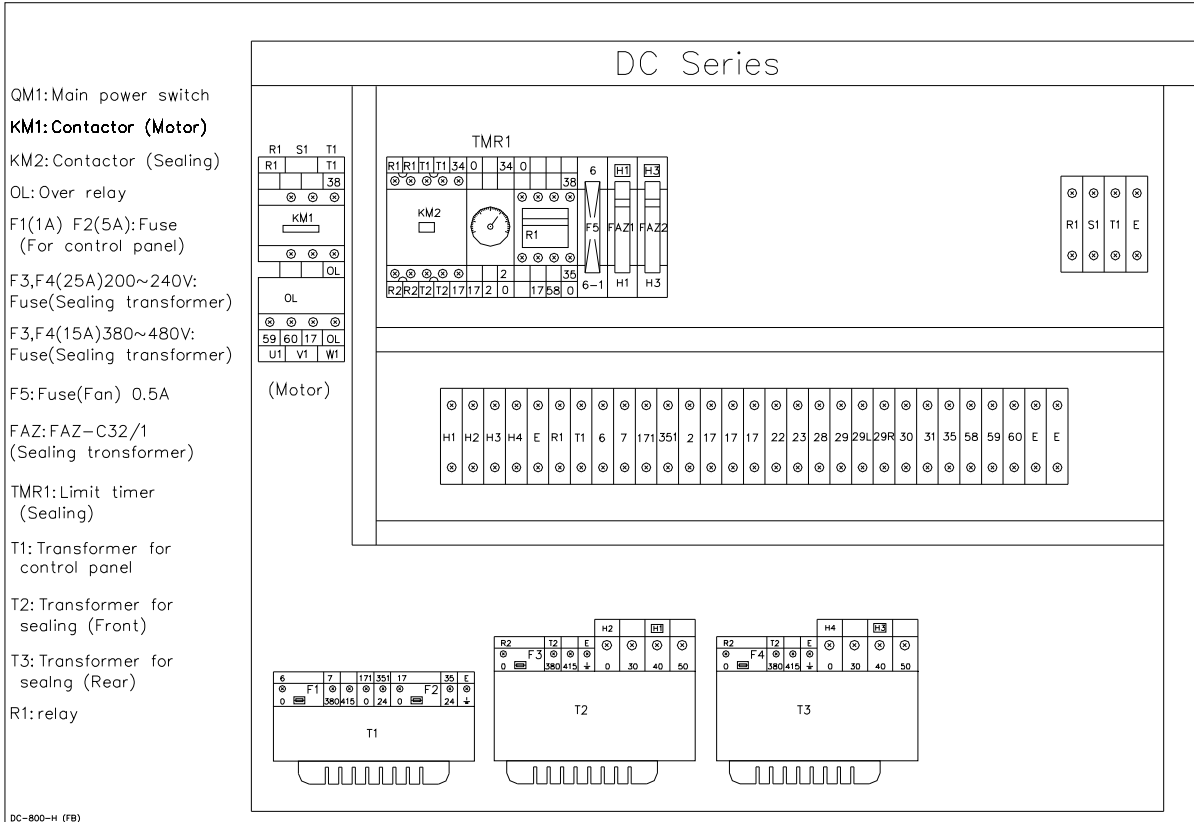 DC Series
QM1: Main power switch
KM1: Contactor (Motor)
KM2: Contactor (Sealing)
OL: Over relay
F1(1A) F2(5A): Fuse
(For control panel)
F3,F4(25A)200~240V:
Fuse(Sealing transformer)
F3,F4(15A)380~480V:
Fuse(Sealing transformer)
F5: Fuse(Fan) 0.5A
FAZ: FAZ-C32/1
(Sealing tronsformer)
TMR1: Limit timer
(Sealing)
T1: Transformer for
control panel
T2: Transformer for
sealing (Front)
T3: Transformer for
sealng (Rear)
R1: relay
R1 S1 T1
R1 T1
38
KM1
OL
OL
59 60 17 OL
U1 V1 W1
(Motor)
TMR1
R1 R1 T1 T1 34 0 34 0
38
KM2
R1
2 35
R2 R2 T2 T2 17 17 2 0 17 58 0
6 H1 H3
F5 FAZ1 FAZ2
6-1 H1 H3
R1 S1 T1 E
H1 H2 H3 H4 E R1 T1 6 7 171 351 2 17 17 17 22 23 28 29 29L 29R 30 31 35 58 59 60 E E
6 7 171 351 17 35 E
F1 F2
0 380 415 0 24 0 24
T1
H2 H1
R2 T2 E
F3
0 380 415 0 30 40 50
T2
H4 H3
R2 T2 E
F4
0 380 415 0 30 40 50
T3
DC-800-H (FB)